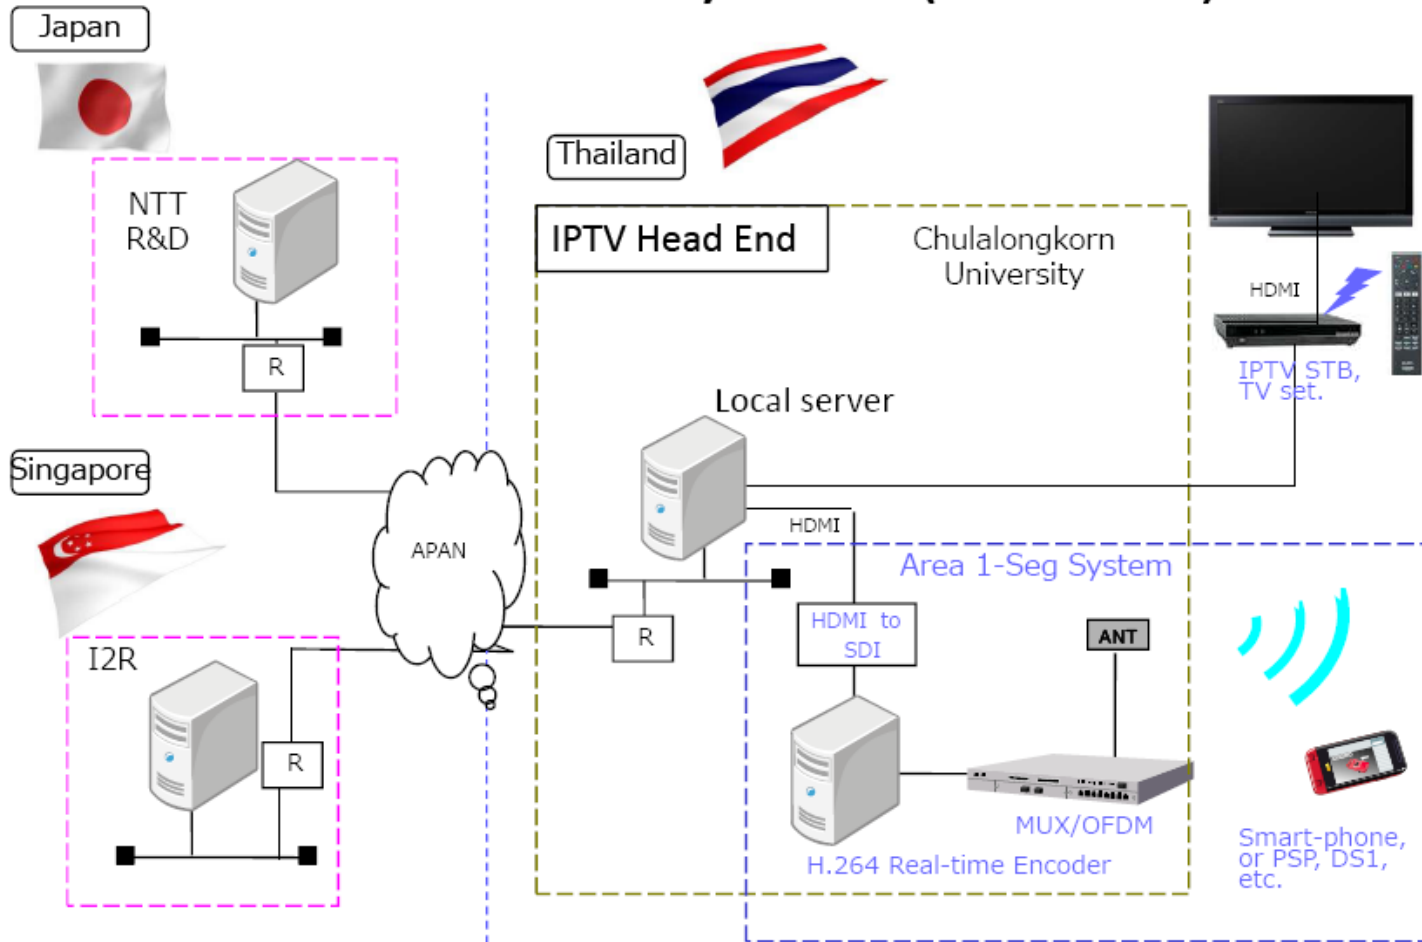 Japan
NTT
R&D
R
Singapore
I2R
R
APAN
Thailand
IPTV Head End
Chulalongkorn
University
Local server
HDMI
R
Area 1-Seg System
HDMI to
SDI
ANT
MUX/OFDM
H.264 Real-time Encoder
HDMI
IPTV STB,
TV set.
Smart-phone,
or PSP, DS1,
etc.